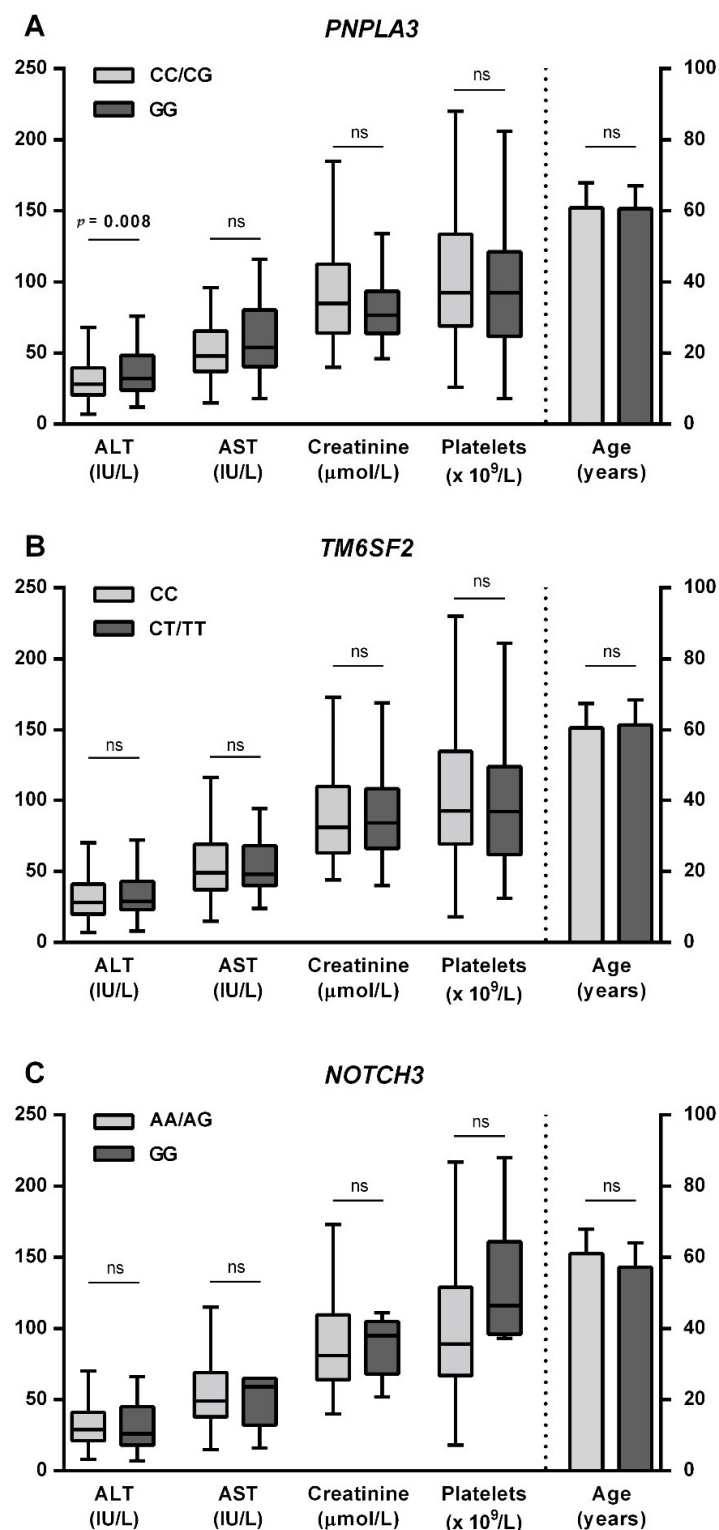 A
PNPLA3
250
200
150
100
50
0
CC/CG
GG
p = 0.008
ns
ns
ns
ns
100
80
60
40
20
0
ALT
(IU/L)
AST
(IU/L)
Creatinine
(μmol/L)
Platelets
(x 10⁹/L)
Age
(years)
B
TM6SF2
250
200
150
100
50
0
CC
CT/TT
ns
ns
ns
ns
ns
100
80
60
40
20
0
ALT
(IU/L)
AST
(IU/L)
Creatinine
(μmol/L)
Platelets
(x 10⁹/L)
Age
(years)
C
NOTCH3
250
200
150
100
50
0
AA/AG
GG
ns
ns
ns
ns
ns
100
80
60
40
20
0
ALT
(IU/L)
AST
(IU/L)
Creatinine
(μmol/L)
Platelets
(x 10⁹/L)
Age
(years)